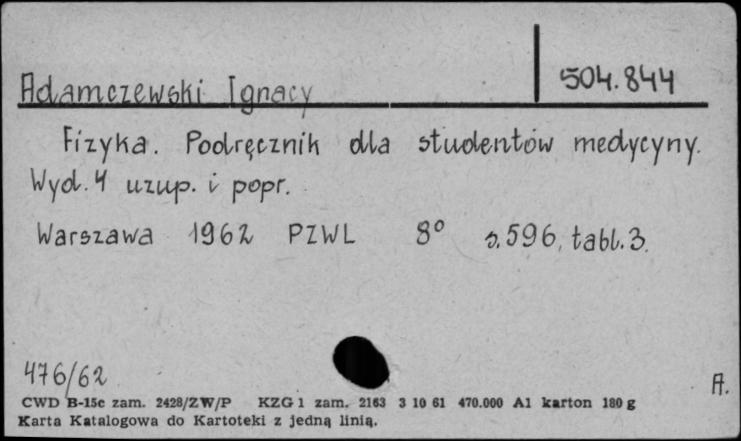 504.844
Adamczewski Ignacy
Fizyka. Podręcznik dla studentów medycyny.
Wyd. 4 uzup. i popr.
Warszawa 1962 PZWL 8° s. 596, tabl. 3.
476/62
A.
CWD B-15c zam. 2428/ZW/P KZG 1 zam. 2163 3 10 61 470.000 A1 karton 180 g
Karta Katalogowa do Kartoteki z jedną linią.